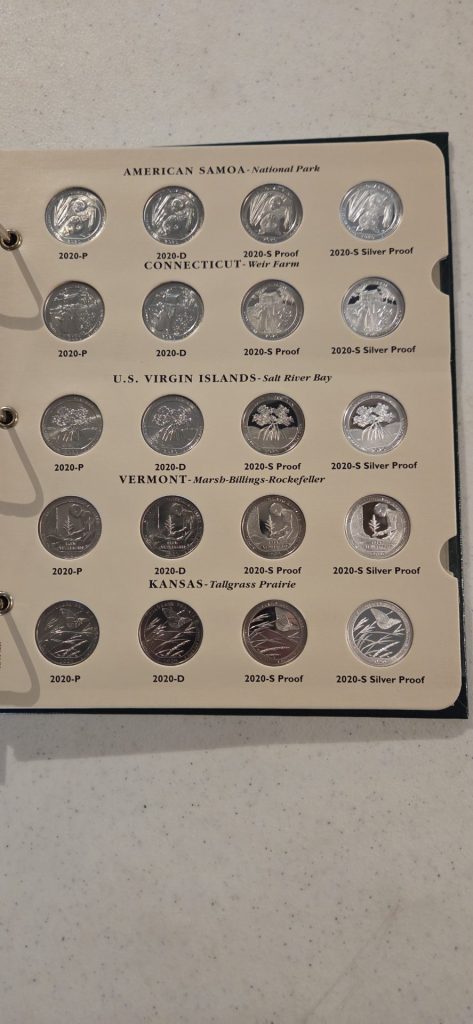 AMERICAN SAMOA-National Park
2020-P 2020-D 2020-S Proof 2020-S Silver Proof
CONNECTICUT-Weir Farm
2020-P 2020-D 2020-S Proof 2020-S Silver Proof
U.S. VIRGIN ISLANDS-Salt River Bay
2020-P 2020-D 2020-S Proof 2020-S Silver Proof
VERMONT-Marsh-Billings-Rockefeller
2020-P 2020-D 2020-S Proof 2020-S Silver Proof
KANSAS-Tallgrass Prairie
2020-P 2020-D 2020-S Proof 2020-S Silver Proof